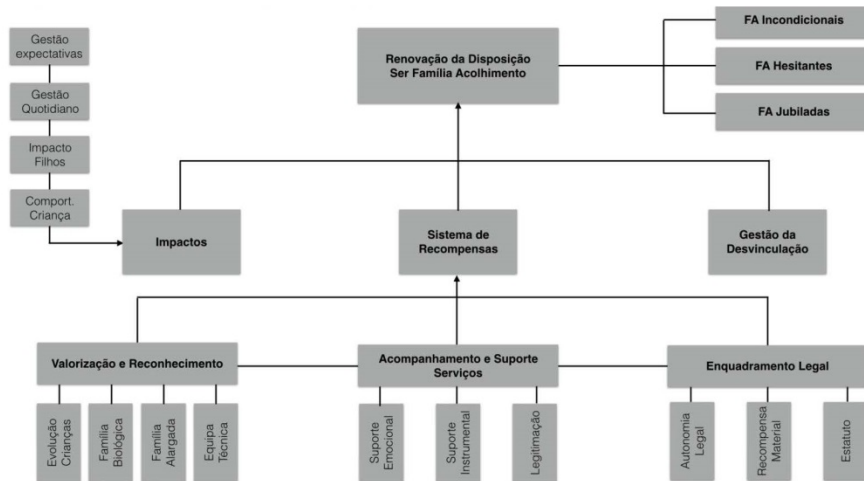 Gestão
expectativas
Gestão
Quotidiano
Impacto
Filhos
Comport.
Criança
Renovação da Disposição
Ser Família Acolhimento
FA Incondicionais
FA Hesitantes
FA Jubiladas
Impactos
Sistema de
Recompensas
Gestão da
Desvinculação
Valorização e Reconhecimento
Acompanhamento e Suporte
Serviços
Enquadramento Legal
Evolução
Crianças
Família
Biológica
Família
Alargada
Equipa
Técnica
Suporte
Emocional
Suporte
Instrumental
Legitimação
Autonomia
Legal
Recompensa
Material
Estatuto